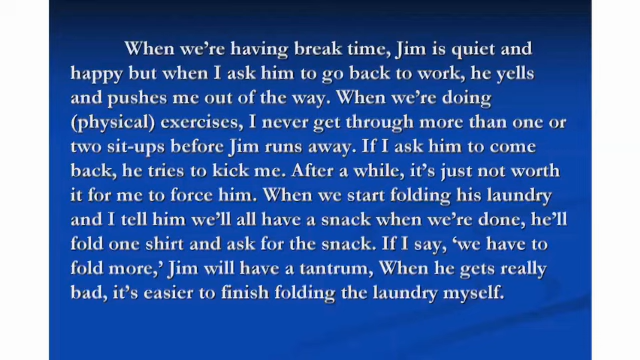 When we're having break time, Jim is quiet and
happy but when I ask him to go back to work, he yells
and pushes me out of the way. When we're doing
(physical) exercises, I never get through more than one or
two sit-ups before Jim runs away. If I ask him to come
back, he tries to kick me. After a while, it's just not worth
it for me to force him. When we start folding his laundry
and I tell him we'll all have a snack when we're done, he'll
fold one shirt and ask for the snack. If I say, 'we have to
fold more,' Jim will have a tantrum, When he gets really
bad, it's easier to finish folding the laundry myself.